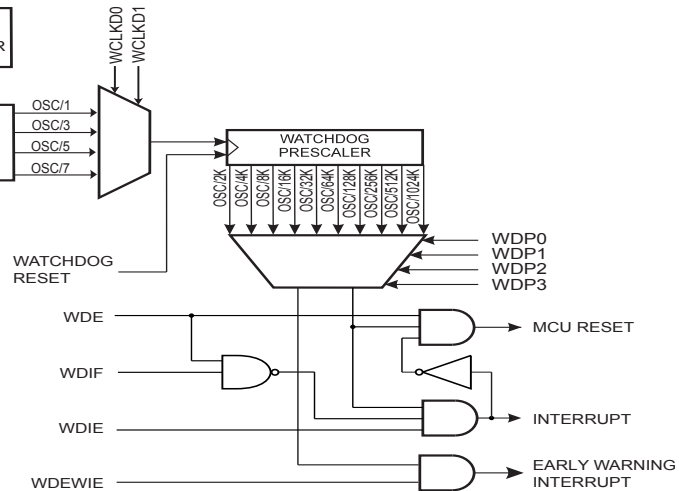 R
WCLKD0
WCLKD1
OSC/1
OSC/3
OSC/5
OSC/7
WATCHDOG
PRESCALER
OSC/2K
OSC/4K
OSC/8K
OSC/16K
OSC/32K
OSC/64K
OSC/128K
OSC/256K
OSC/512K
OSC/1024K
WATCHDOG
RESET
WDP0
WDP1
WDP2
WDP3
WDE
MCU RESET
WDIF
WDIE
INTERRUPT
WDEWIE
EARLY WARNING
INTERRUPT